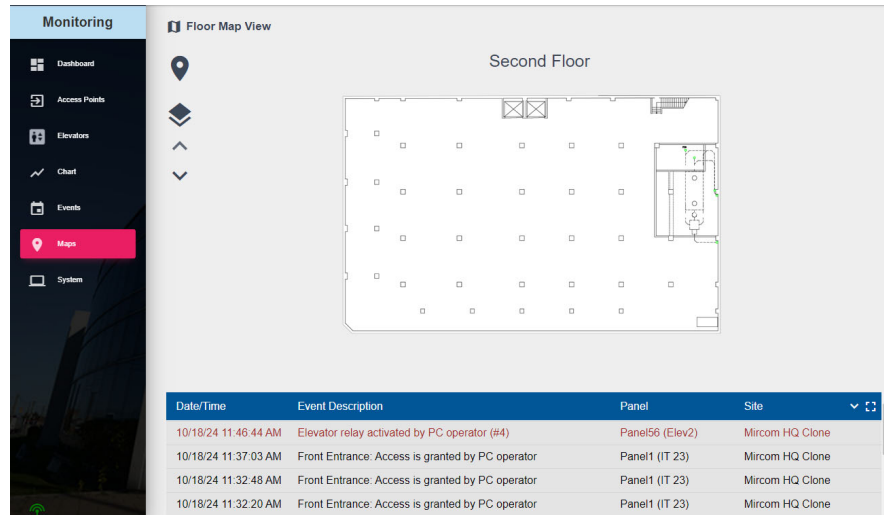 Monitoring
Dashboard
Access Points
Elevators
Chart
Events
Maps
System
Floor Map View
Second Floor
Date/Time Event Description Panel Site
10/18/24 11:46:44 AM Elevator relay activated by PC operator (#4) Panel56 (Elev2) Mircom HQ Clone
10/18/24 11:37:03 AM Front Entrance: Access is granted by PC operator Panel1 (IT 23) Mircom HQ Clone
10/18/24 11:32:48 AM Front Entrance: Access is granted by PC operator Panel1 (IT 23) Mircom HQ Clone
10/18/24 11:32:20 AM Front Entrance: Access is granted by PC operator Panel1 (IT 23) Mircom HQ Clone